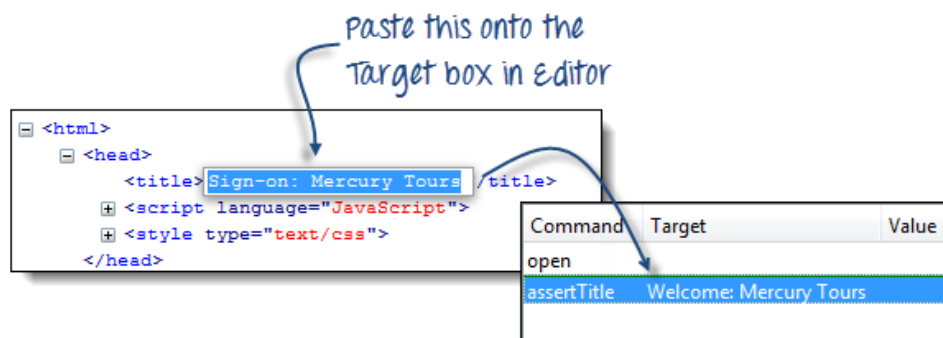 Paste this onto the
Target box in Editor
<html>
<head>
<title>Sign-on: Mercury Tours /title>
<script language="JavaScript">
<style type="text/css">
</head>
Command Target Value
open
assertTitle Welcome: Mercury Tours